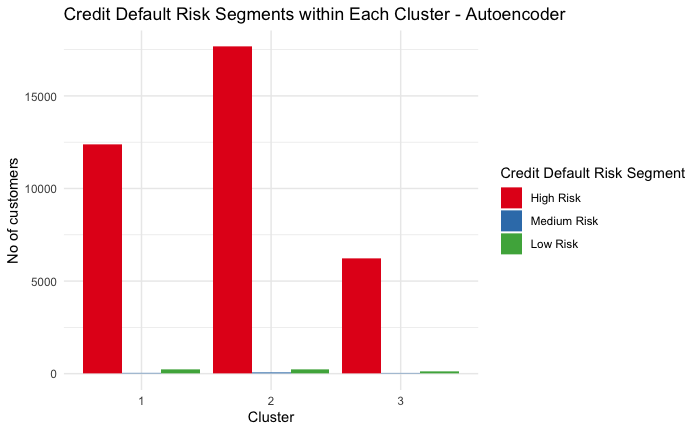 Credit Default Risk Segments within Each Cluster - Autoencoder
No of customers
15000
10000
5000
0
1
2
3
Cluster
Credit Default Risk Segment
High Risk
Medium Risk
Low Risk